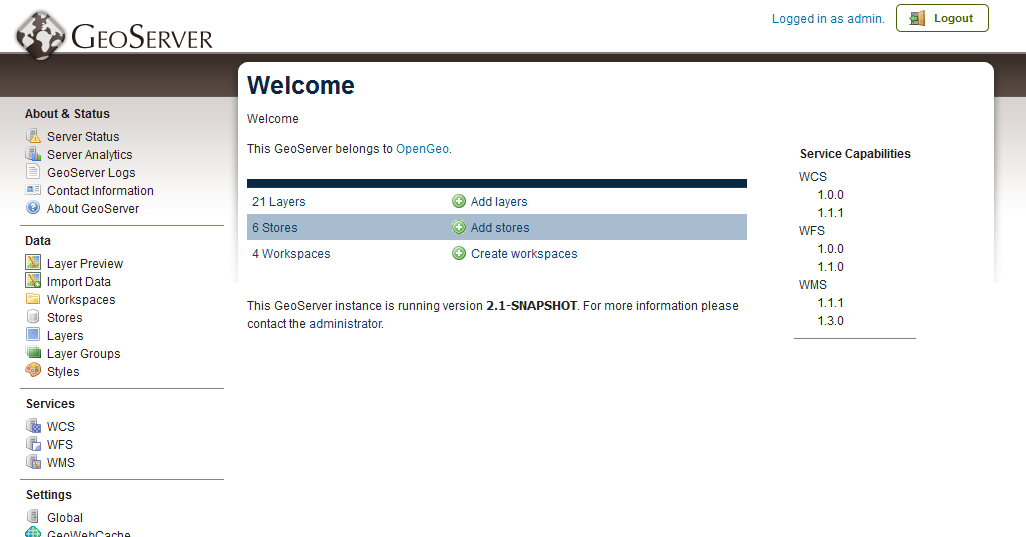 GEOSERVER
Logged in as admin.
Logout
About & Status
Server Status
Server Analytics
GeoServer Logs
Contact Information
About GeoServer
Data
Layer Preview
Import Data
Workspaces
Stores
Layers
Layer Groups
Styles
Services
WCS
WFS
WMS
Settings
Global
GeoWebCache
Welcome
Welcome
This GeoServer belongs to OpenGeo.
21 Layers Add layers
6 Stores Add stores
4 Workspaces Create workspaces
This GeoServer instance is running version 2.1-SNAPSHOT. For more information please
contact the administrator.
Service Capabilities
WCS
1.0.0
1.1.1
WFS
1.0.0
1.1.0
WMS
1.1.1
1.3.0